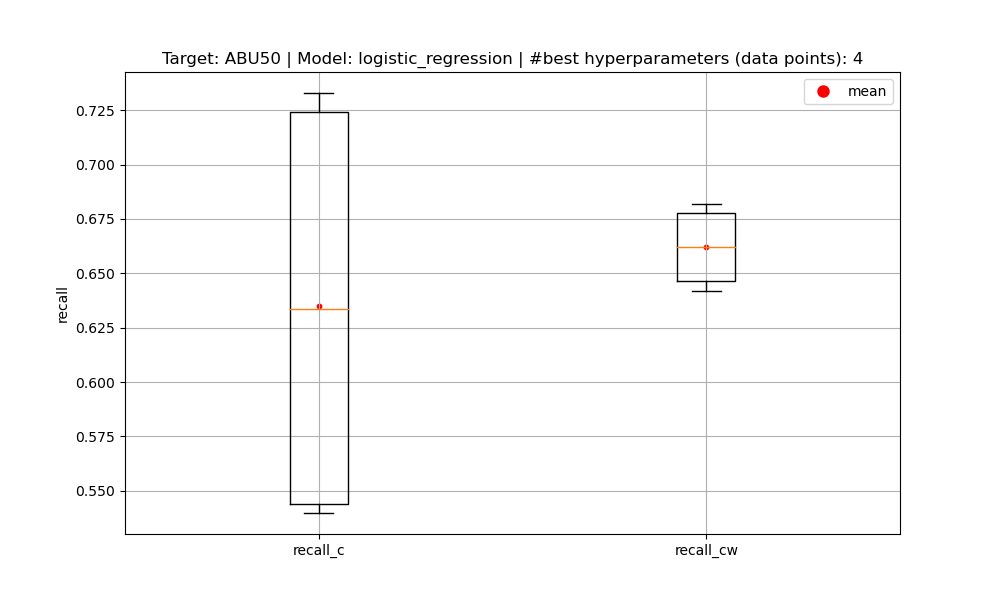 Target: ABU50 | Model: logistic_regression | #best hyperparameters (data points): 4
mean
0.725
0.700
0.675
0.650
0.625
0.600
0.575
0.550
recall
recall_c
recall_cw